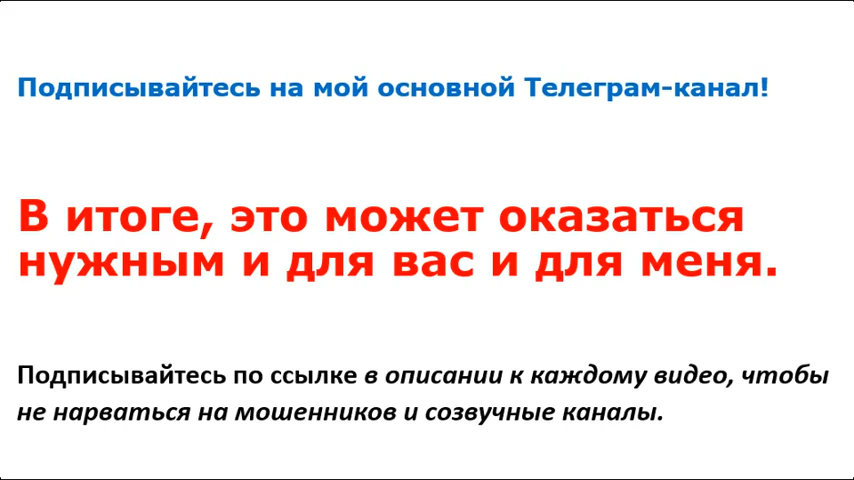 Подписывайтесь на мой основной Телеграм-канал!
В итоге, это может оказаться
нужным и для вас и для меня.
Подписывайтесь по ссылке в описании к каждому видео, чтобы
не нарваться на мошенников и созвучные каналы.